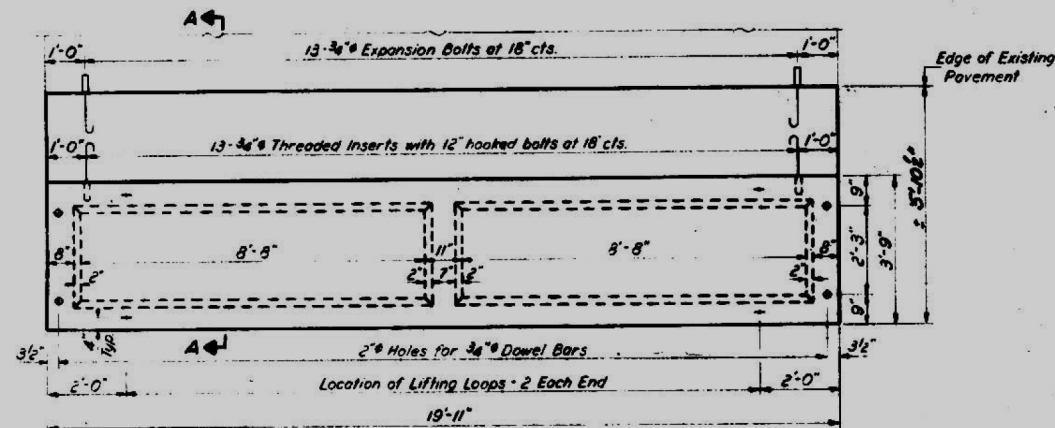 A
1'-0"
13-3/4"φ Expansion Bolts at 18" cts.
1'-0"
Edge of Existing
Pavement
1'-0"
13-3/4"φ Threaded Inserts with 12" hooked bolts at 18" cts.
1'-0"
9"
± 5'-10½"
8"
8'-8"
11"
8'-8"
8"
2'-3"
3'-9"
2"
2"
7"
2"
2"
9"
4"
Typ.
A
3½"
2"φ Holes for 3/4"φ Dowel Bars
3½"
2'-0"
Location of Lifting Loops - 2 Each End
2'-0"
19'-11"